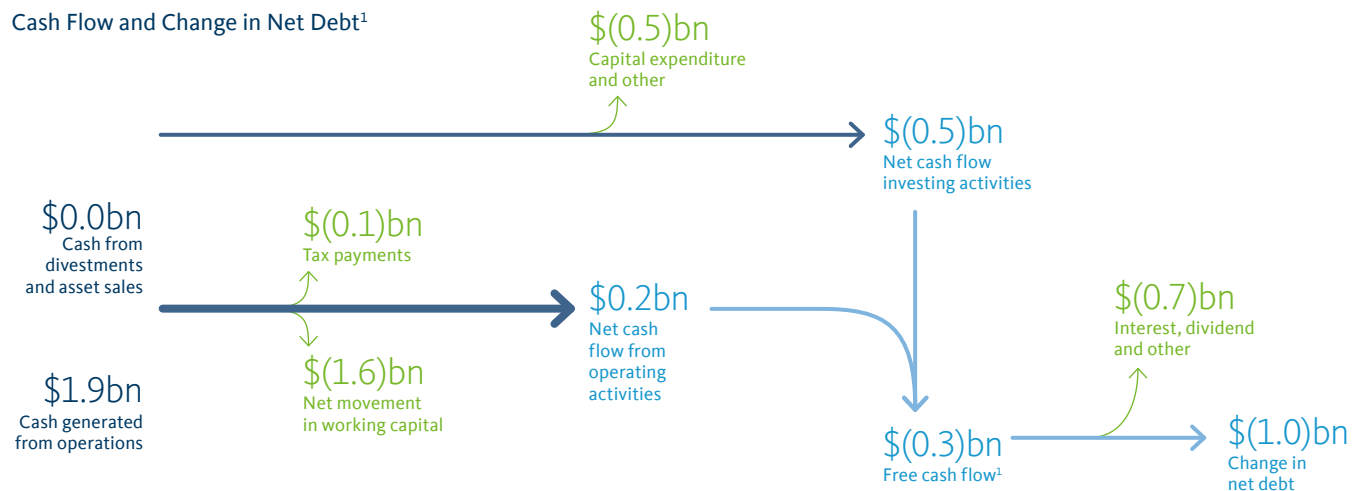 Cash Flow and Change in Net Debt1
$(0.5)bn
Capital expenditure
and other
$(0.5)bn
Net cash flow
investing activities
$0.0bn
Cash from
divestments
and asset sales
$(0.1)bn
Tax payments
$0.2bn
Net cash
flow from
operating
activities
$(0.7)bn
Interest, dividend
and other
$1.9bn
Cash generated
from operations
$(1.6)bn
Net movement
in working capital
$(0.3)bn
Free cash flow1
$(1.0)bn
Change in
net debt